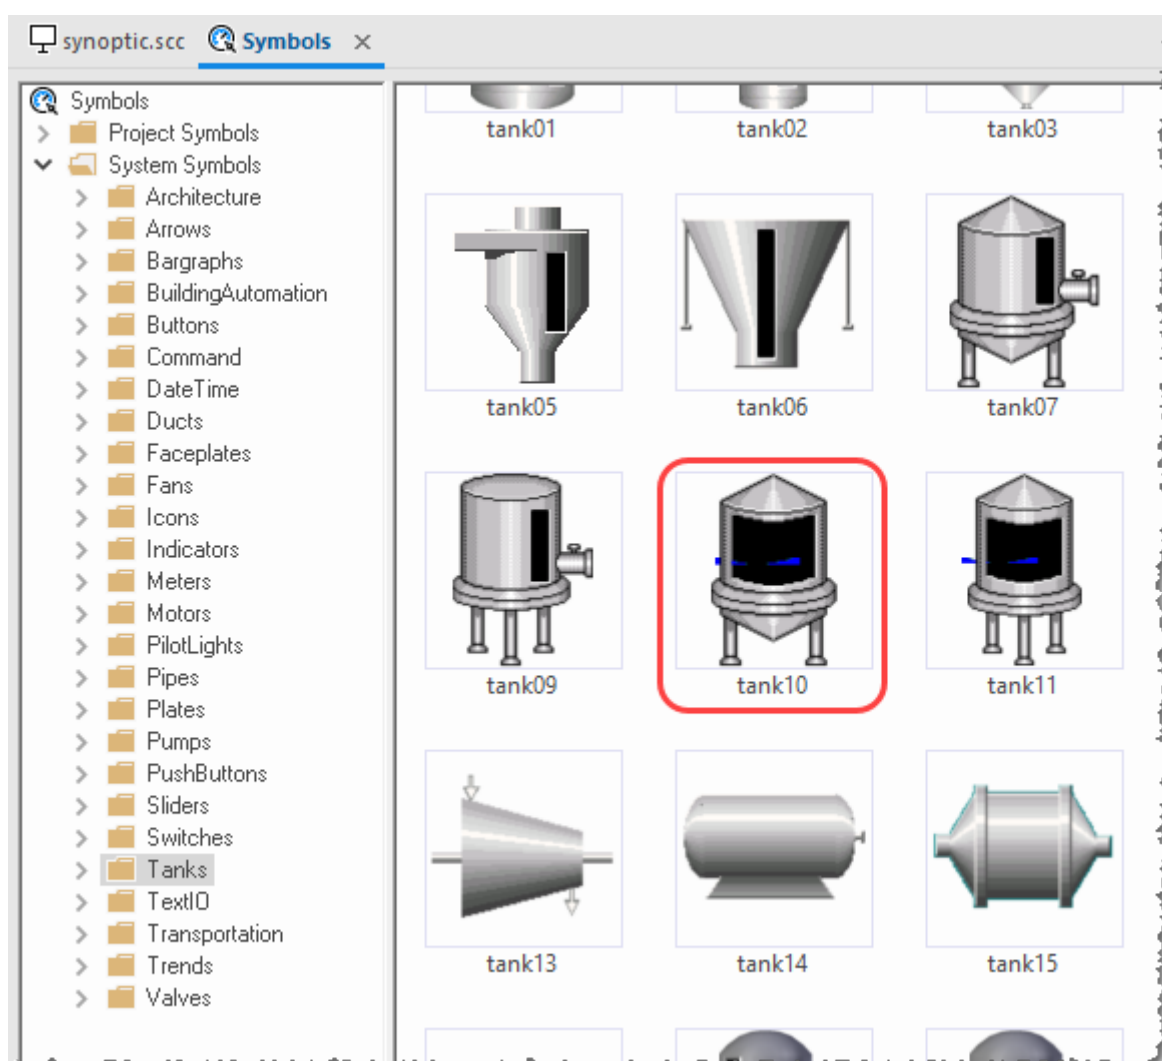 synoptic.scc Symbols
Symbols
Project Symbols
System Symbols
Architecture
Arrows
Bargraphs
BuildingAutomation
Buttons
Command
DateTime
Ducts
Faceplates
Fans
Icons
Indicators
Meters
Motors
PilotLights
Pipes
Plates
Pumps
PushButtons
Sliders
Switches
Tanks
TextIO
Transportation
Trends
Valves
tank01 tank02 tank03
tank05 tank06 tank07
tank09 tank10 tank11
tank13 tank14 tank15